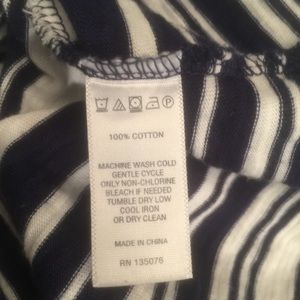 100% COTTON
MACHINE WASH COLD
GENTLE CYCLE
ONLY NON-CHLORINE
BLEACH IF NEEDED
TUMBLE DRY LOW
COOL IRON
OR DRY CLEAN
MADE IN CHINA
RN 135076